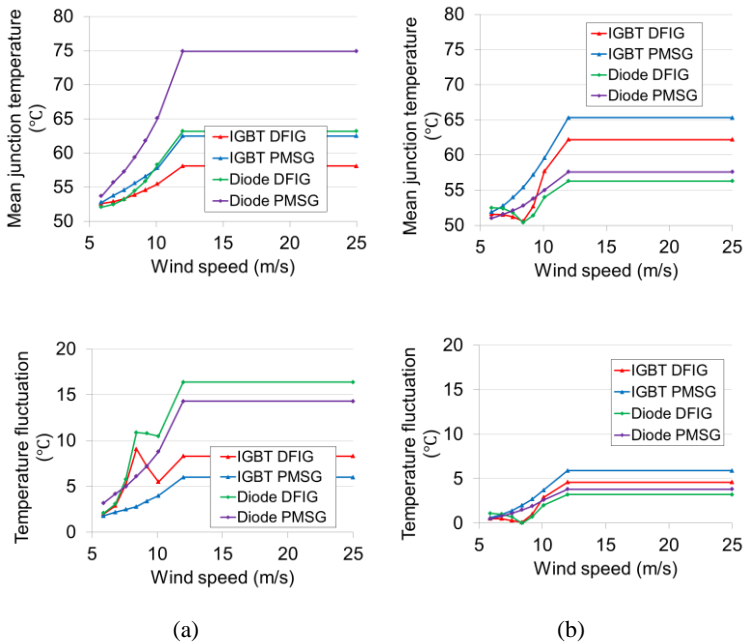 80
75
70
65
60
55
50
5
10
15
20
25
Mean junction temperature
(℃)
Wind speed (m/s)
IGBT DFIG
IGBT PMSG
Diode DFIG
Diode PMSG
80
75
70
65
60
55
50
5
10
15
20
25
Mean junction temperature
(℃)
Wind speed (m/s)
IGBT DFIG
IGBT PMSG
Diode DFIG
Diode PMSG
20
15
10
5
0
5
10
15
20
25
Temperature fluctuation
(℃)
Wind speed (m/s)
IGBT DFIG
IGBT PMSG
Diode DFIG
Diode PMSG
20
15
10
5
0
5
10
15
20
25
Temperature fluctuation
(℃)
Wind speed (m/s)
IGBT DFIG
IGBT PMSG
Diode DFIG
Diode PMSG
(a)
(b)